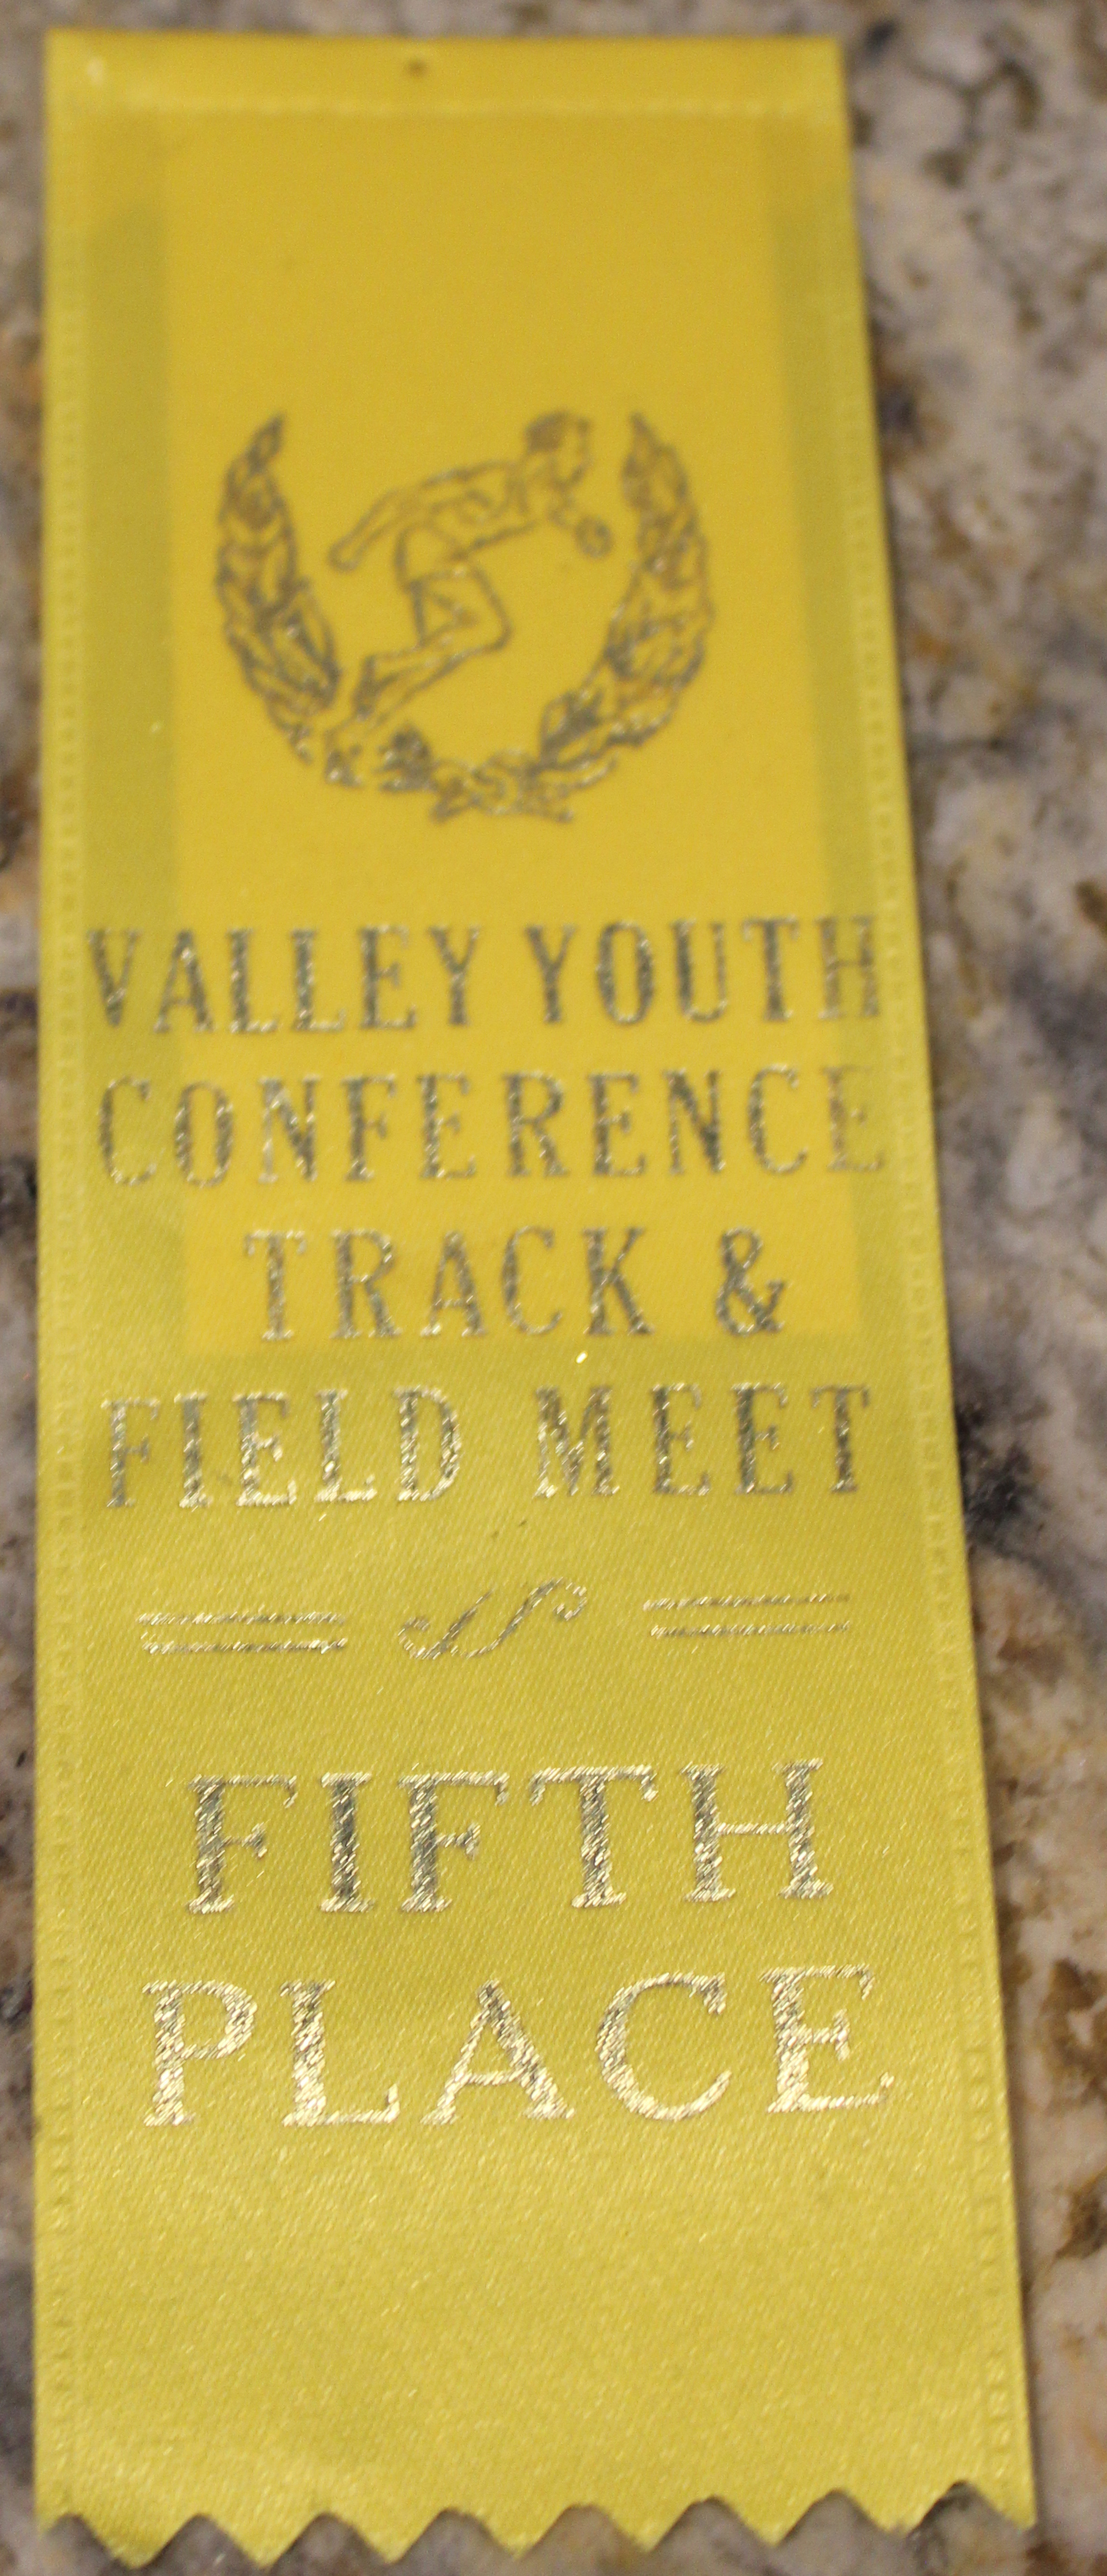 VALLEY YOUTH
CONFERENCE
TRACK &
FIELD MEET
FIFTH
PLACE